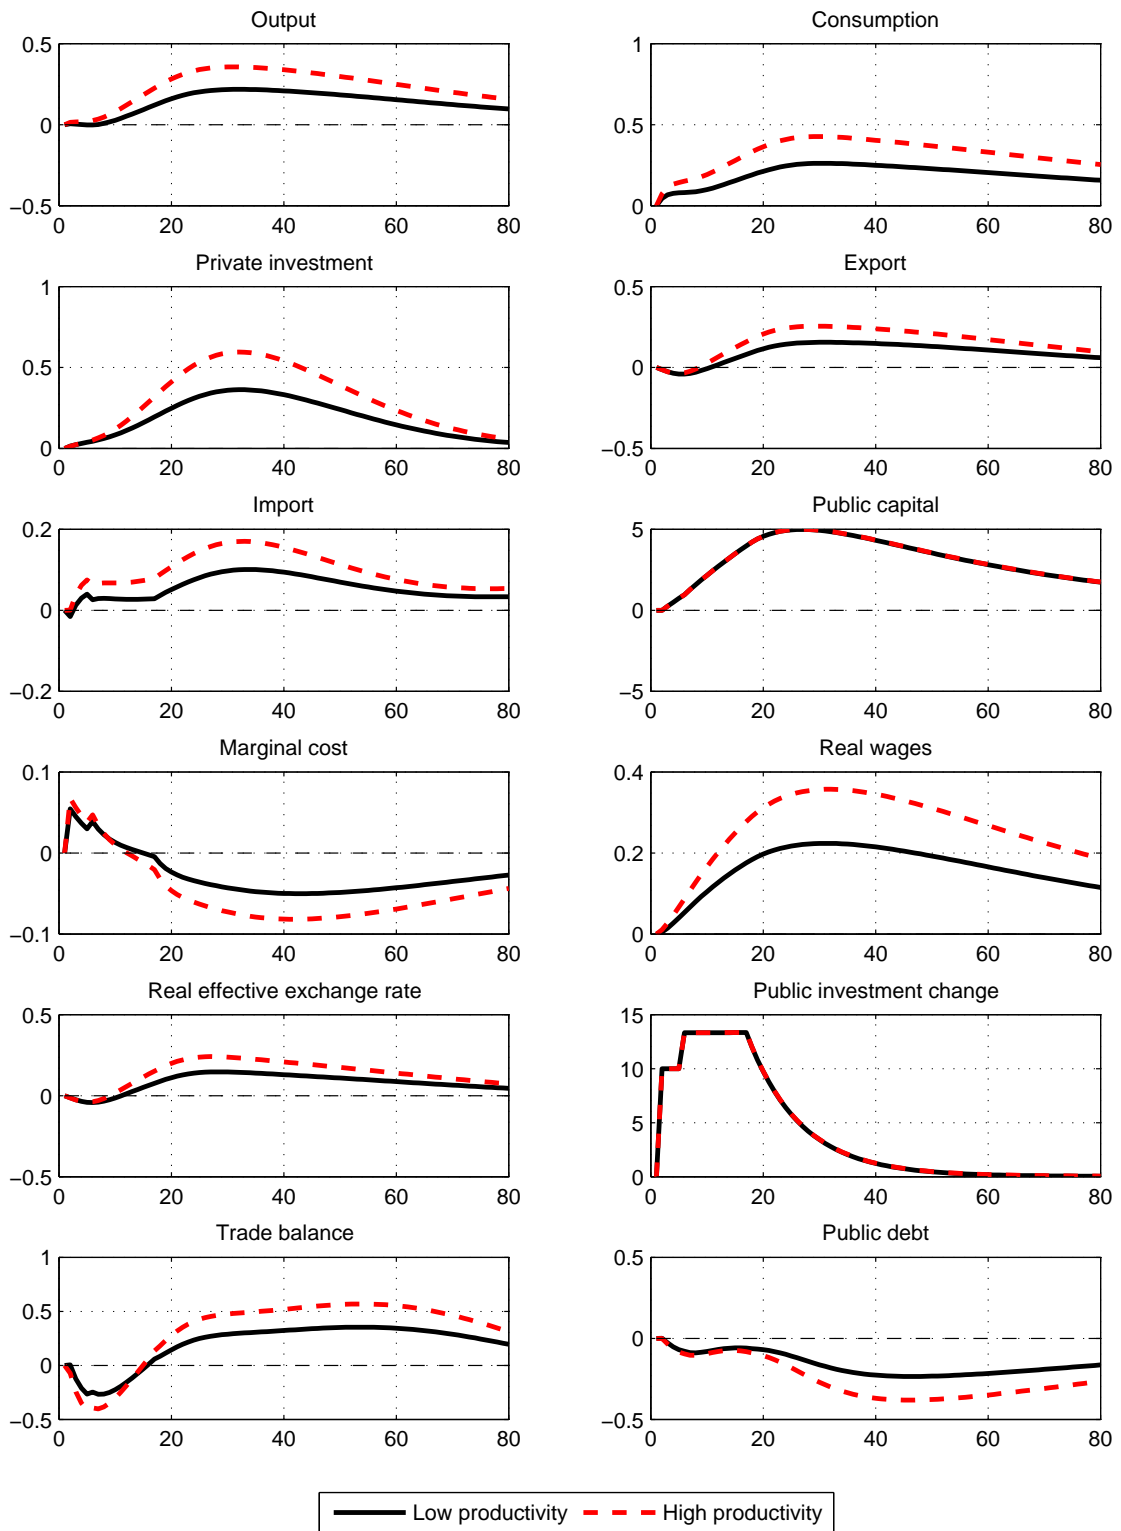 Output
Consumption
0.5
0
−0.5
0 20 40 60 80
1
0.5
0
0 20 40 60 80
Private investment
Export
1
0.5
0
0 20 40 60 80
0.5
0
−0.5
0 20 40 60 80
Import
Public capital
0.2
0
−0.2
0 20 40 60 80
5
0
−5
0 20 40 60 80
Marginal cost
Real wages
0.1
0
−0.1
0 20 40 60 80
0.4
0.2
0
0 20 40 60 80
Real effective exchange rate
Public investment change
0.5
0
−0.5
0 20 40 60 80
15
10
5
0
0 20 40 60 80
Trade balance
Public debt
1
0.5
0
−0.5
0 20 40 60 80
0.5
0
−0.5
0 20 40 60 80
Low productivity High productivity